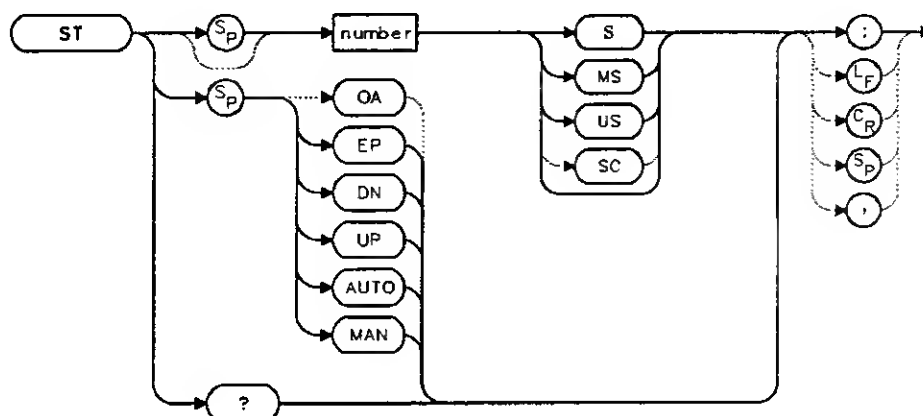 ST
SP
number
S
;
MS
LF
SP
OA
US
CR
EP
SC
SP
DN
,
UP
AUTO
MAN
?